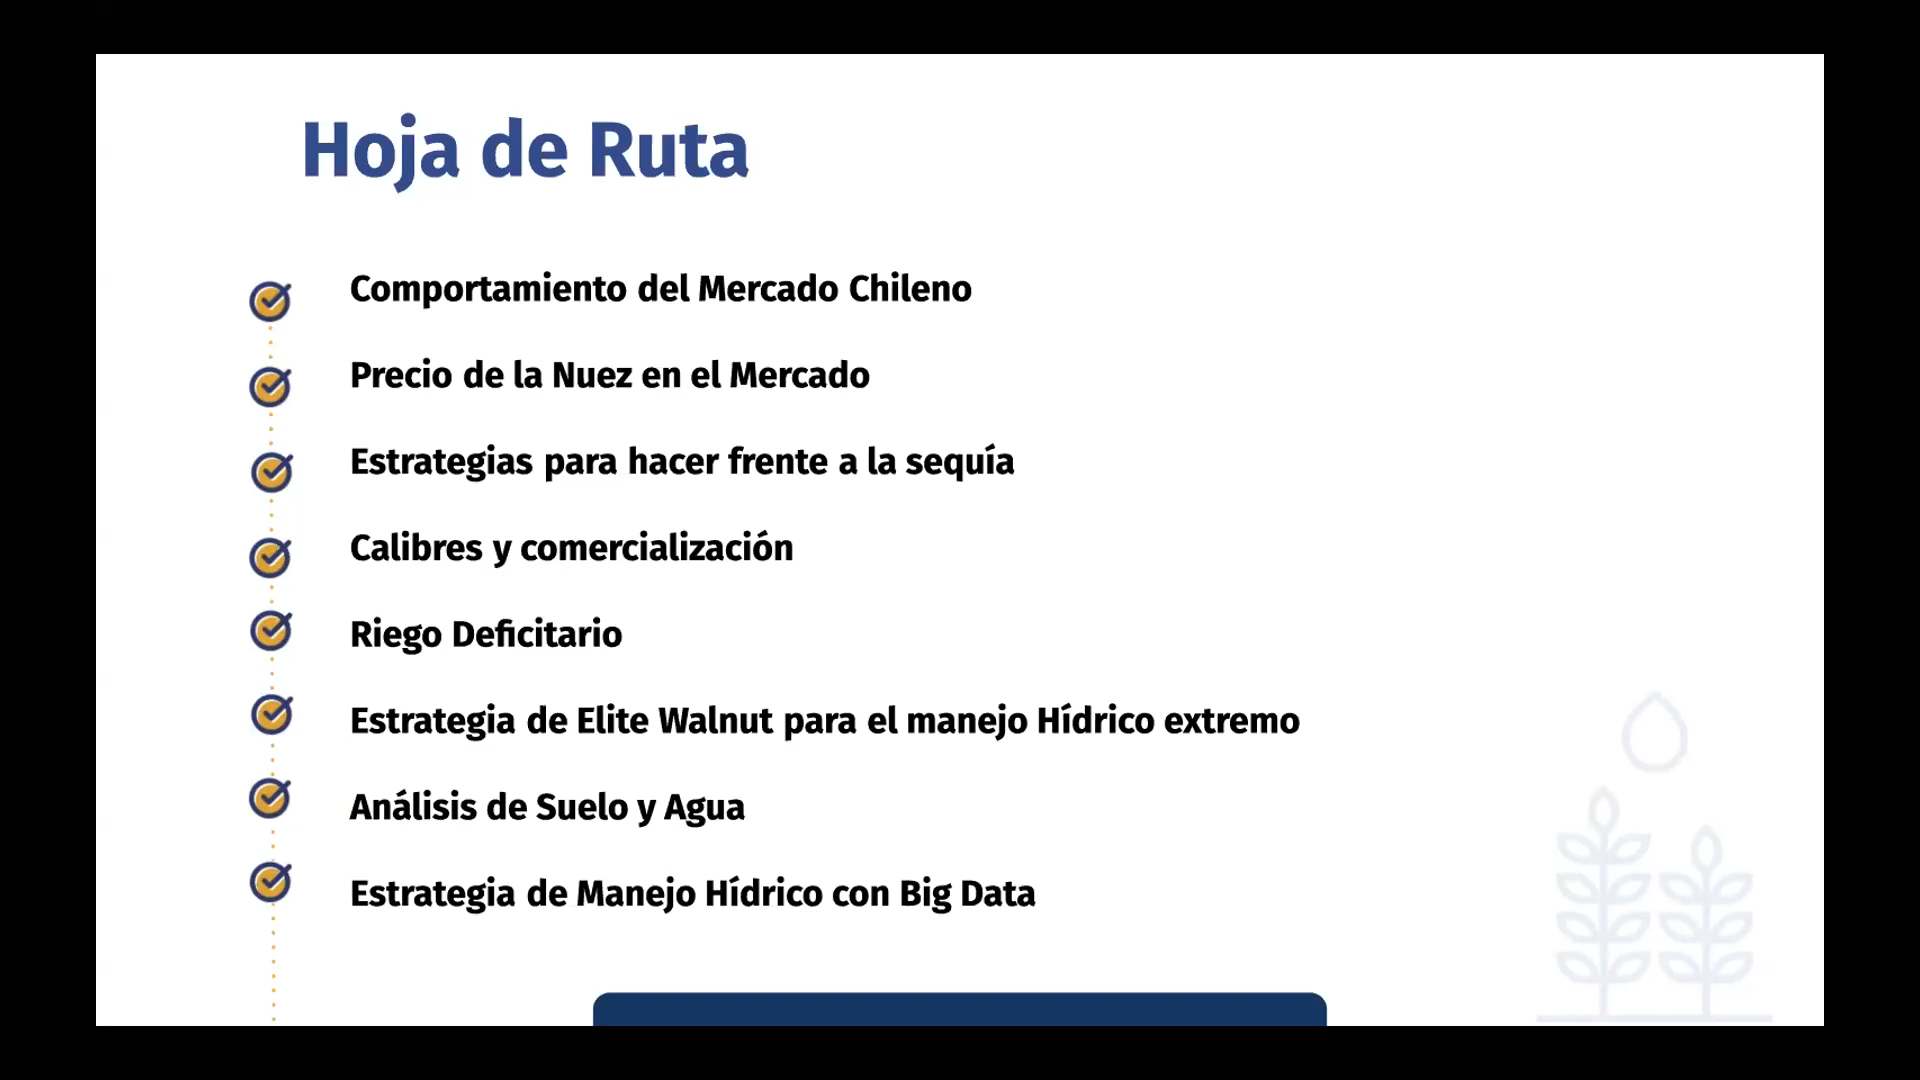 Hoja de Ruta
Comportamiento del Mercado Chileno
Precio de la Nuez en el Mercado
Estrategias para hacer frente a la sequía
Calibres y comercialización
Riego Deficitario
Estrategia de Elite Walnut para el manejo Hídrico extremo
Análisis de Suelo y Agua
Estrategia de Manejo Hídrico con Big Data